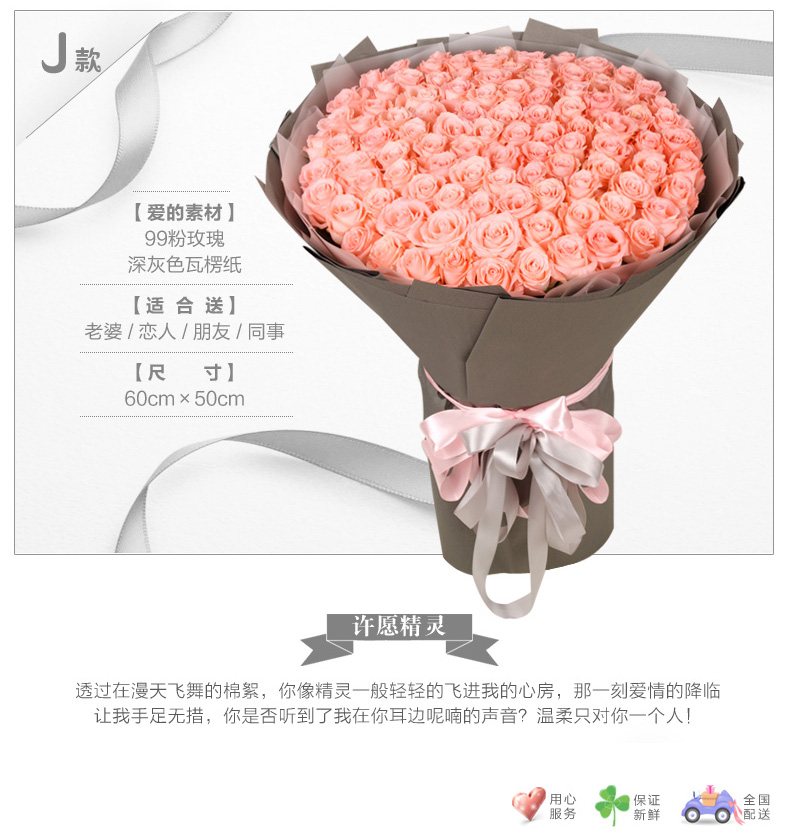 J款
【 爱的素材 】
99粉玫瑰
深灰色瓦楞纸
【 适 合 送 】
老婆 / 恋人 / 朋友 / 同事
【 尺 寸 】
60cm × 50cm
许愿精灵
透过在漫天飞舞的棉絮，你像精灵一般轻轻的飞进我的心房，那一刻爱情的降临
让我手足无措，你是否听到了我在你耳边呢喃的声音？温柔只对你一个人！
用心
服务
保证
新鲜
全国
配送